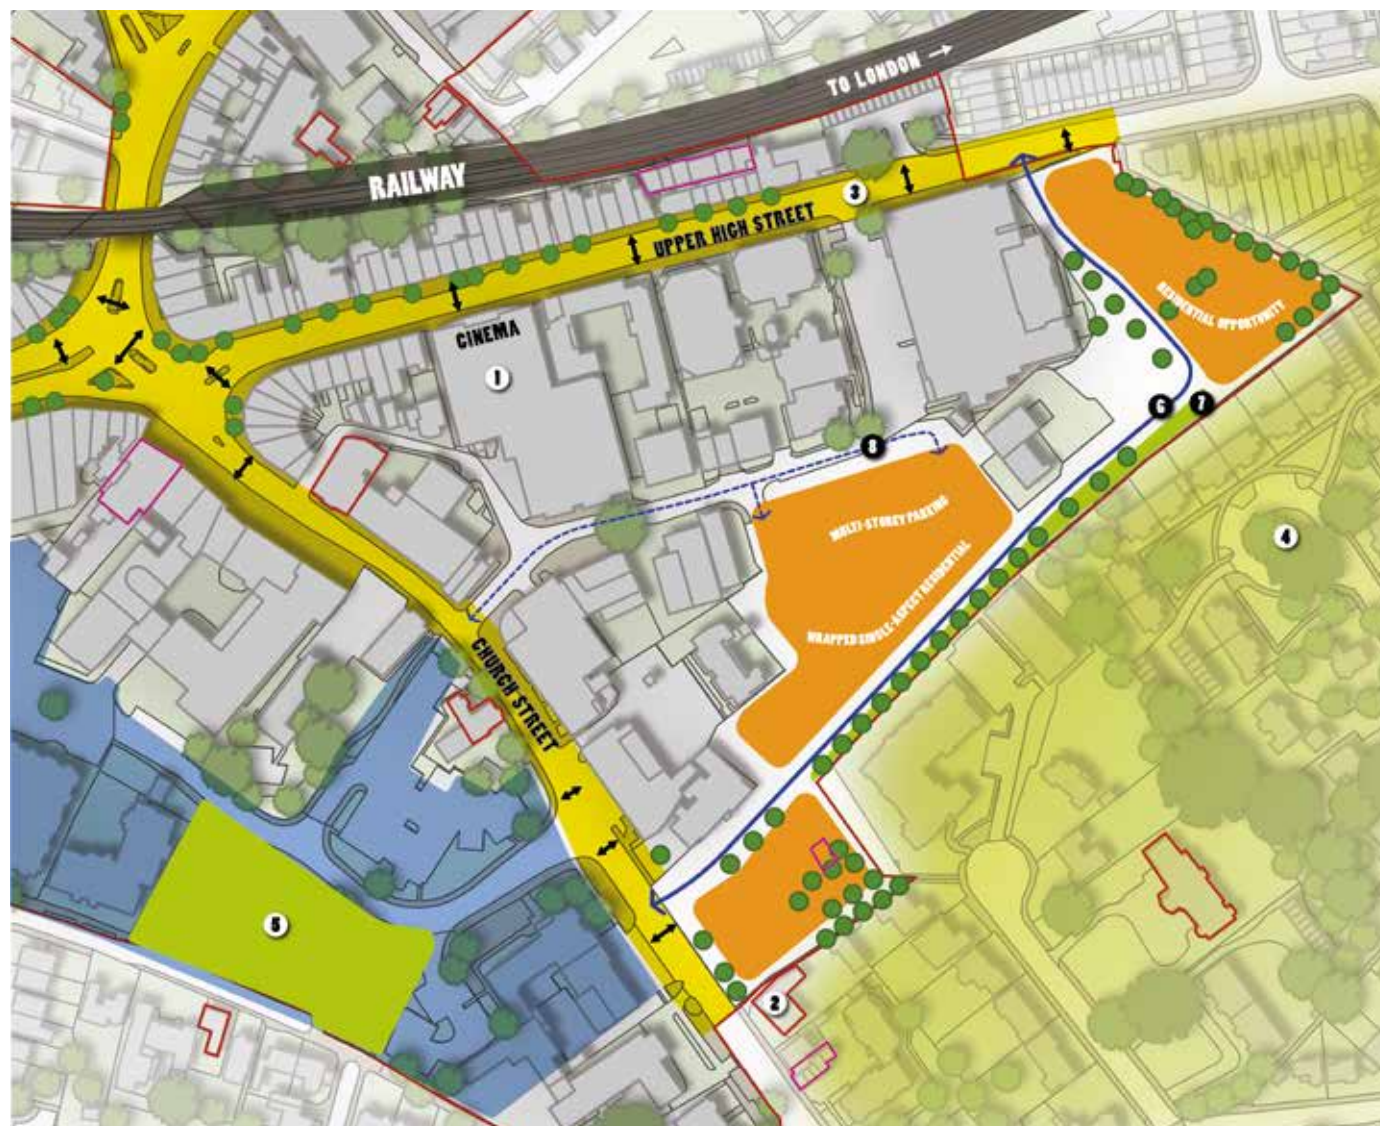 TO LONDON →
RAILWAY
3
UPPER HIGH STREET
CINEMA
1
RESIDENTIAL OPPORTUNITY
6
7
8
MULTI-STOREY PARKING
4
WRAPPED SINGLE-ASPECT RESIDENTIAL
CHURCH STREET
5
2